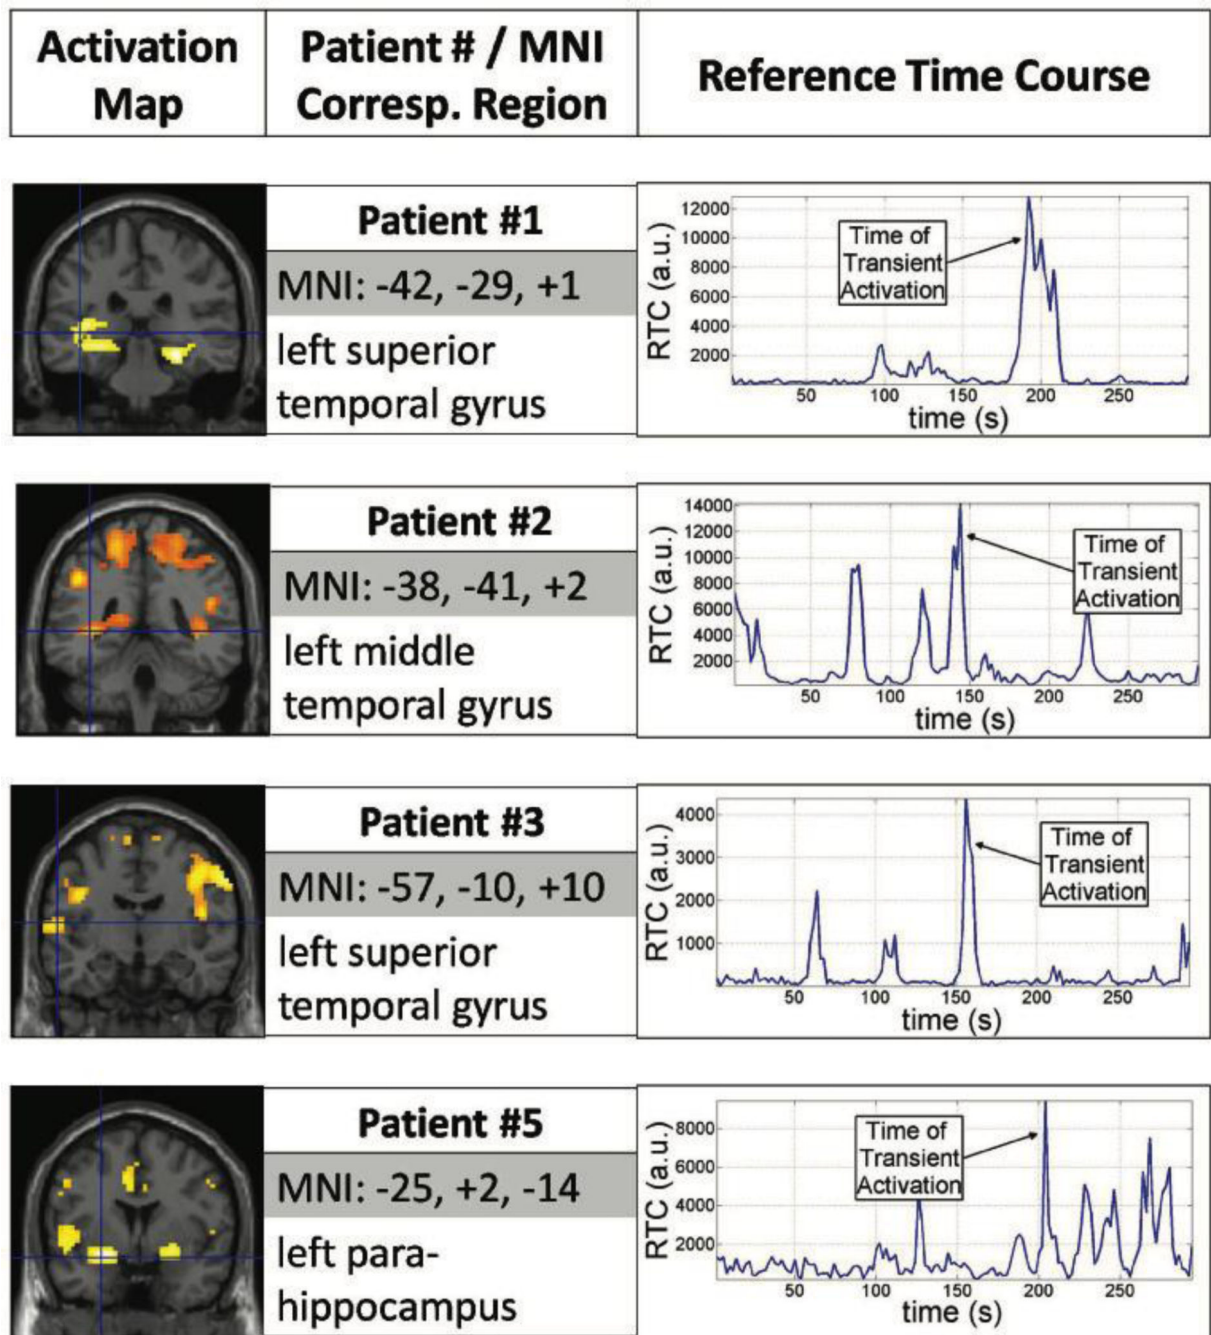 Activation
Map
Patient # / MNI
Corresp. Region
Reference Time Course
Patient #1
MNI: -42, -29, +1
left superior
temporal gyrus
12000
10000
8000
6000
4000
2000
RTC (a.u.)
Time of
Transient
Activation
50
100
150
200
250
time (s)
Patient #2
MNI: -38, -41, +2
left middle
temporal gyrus
14000
12000
10000
8000
6000
4000
2000
RTC (a.u.)
Time of
Transient
Activation
50
100
150
200
250
time (s)
Patient #3
MNI: -57, -10, +10
left superior
temporal gyrus
4000
3000
2000
1000
RTC (a.u.)
Time of
Transient
Activation
50
100
150
200
250
time (s)
Patient #5
MNI: -25, +2, -14
left para-
hippocampus
8000
6000
4000
2000
RTC (a.u.)
Time of
Transient
Activation
50
100
150
200
250
time (s)